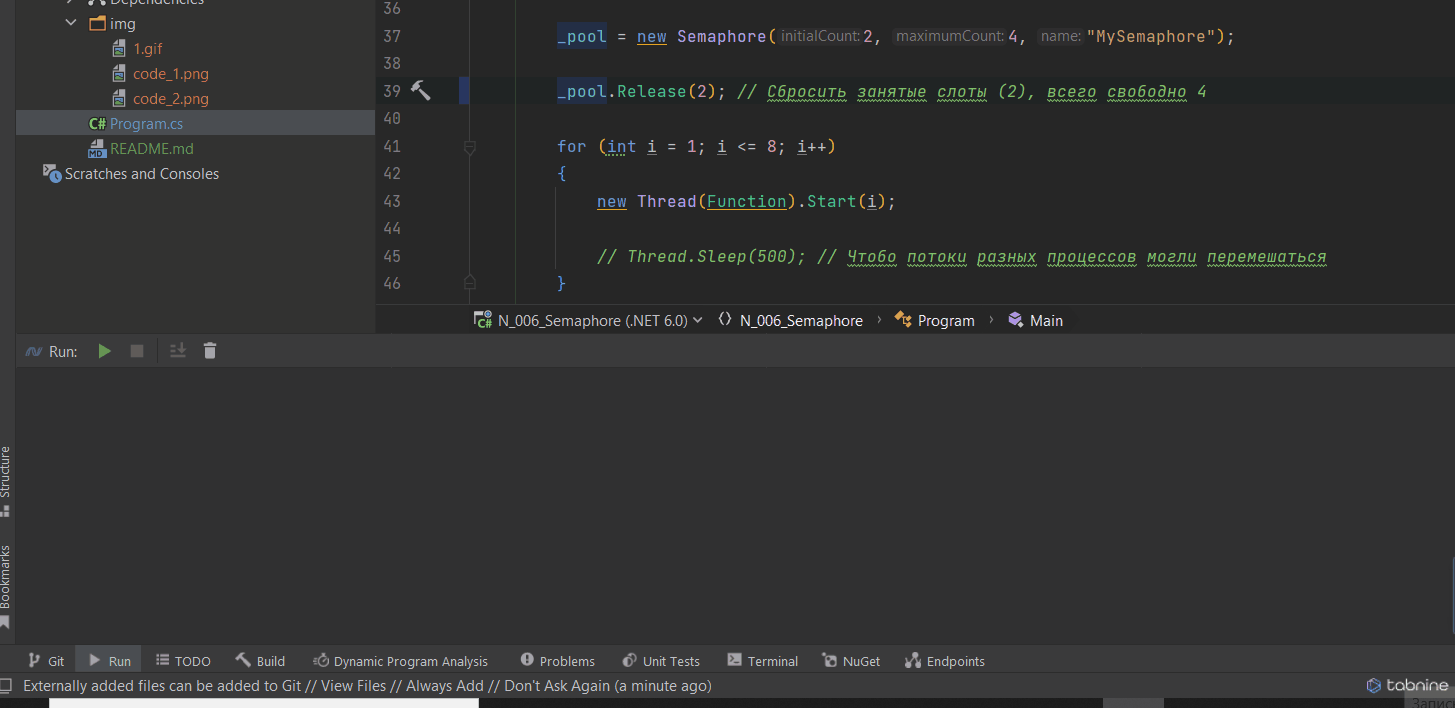 Dependencies
img
1.gif
code_1.png
code_2.png
C# Program.cs
MD README.md
Scratches and Consoles
36
37 _pool = new Semaphore( initialCount: 2, maximumCount: 4, name: "MySemaphore");
38
39 _pool.Release(2); // Сбросить занятые слоты (2), всего свободно 4
40
41 for (int i = 1; i <= 8; i++)
42 {
43 new Thread(Function).Start(i);
44
45 // Thread.Sleep(500); // Чтобо потоки разных процессов могли перемешаться
46 }
C# N_006_Semaphore (.NET 6.0) N_006_Semaphore › Program › Main
Run:
Structure
Bookmarks
Git Run TODO Build Dynamic Program Analysis Problems Unit Tests Terminal NuGet Endpoints
Externally added files can be added to Git // View Files // Always Add // Don't Ask Again (a minute ago) tabnine